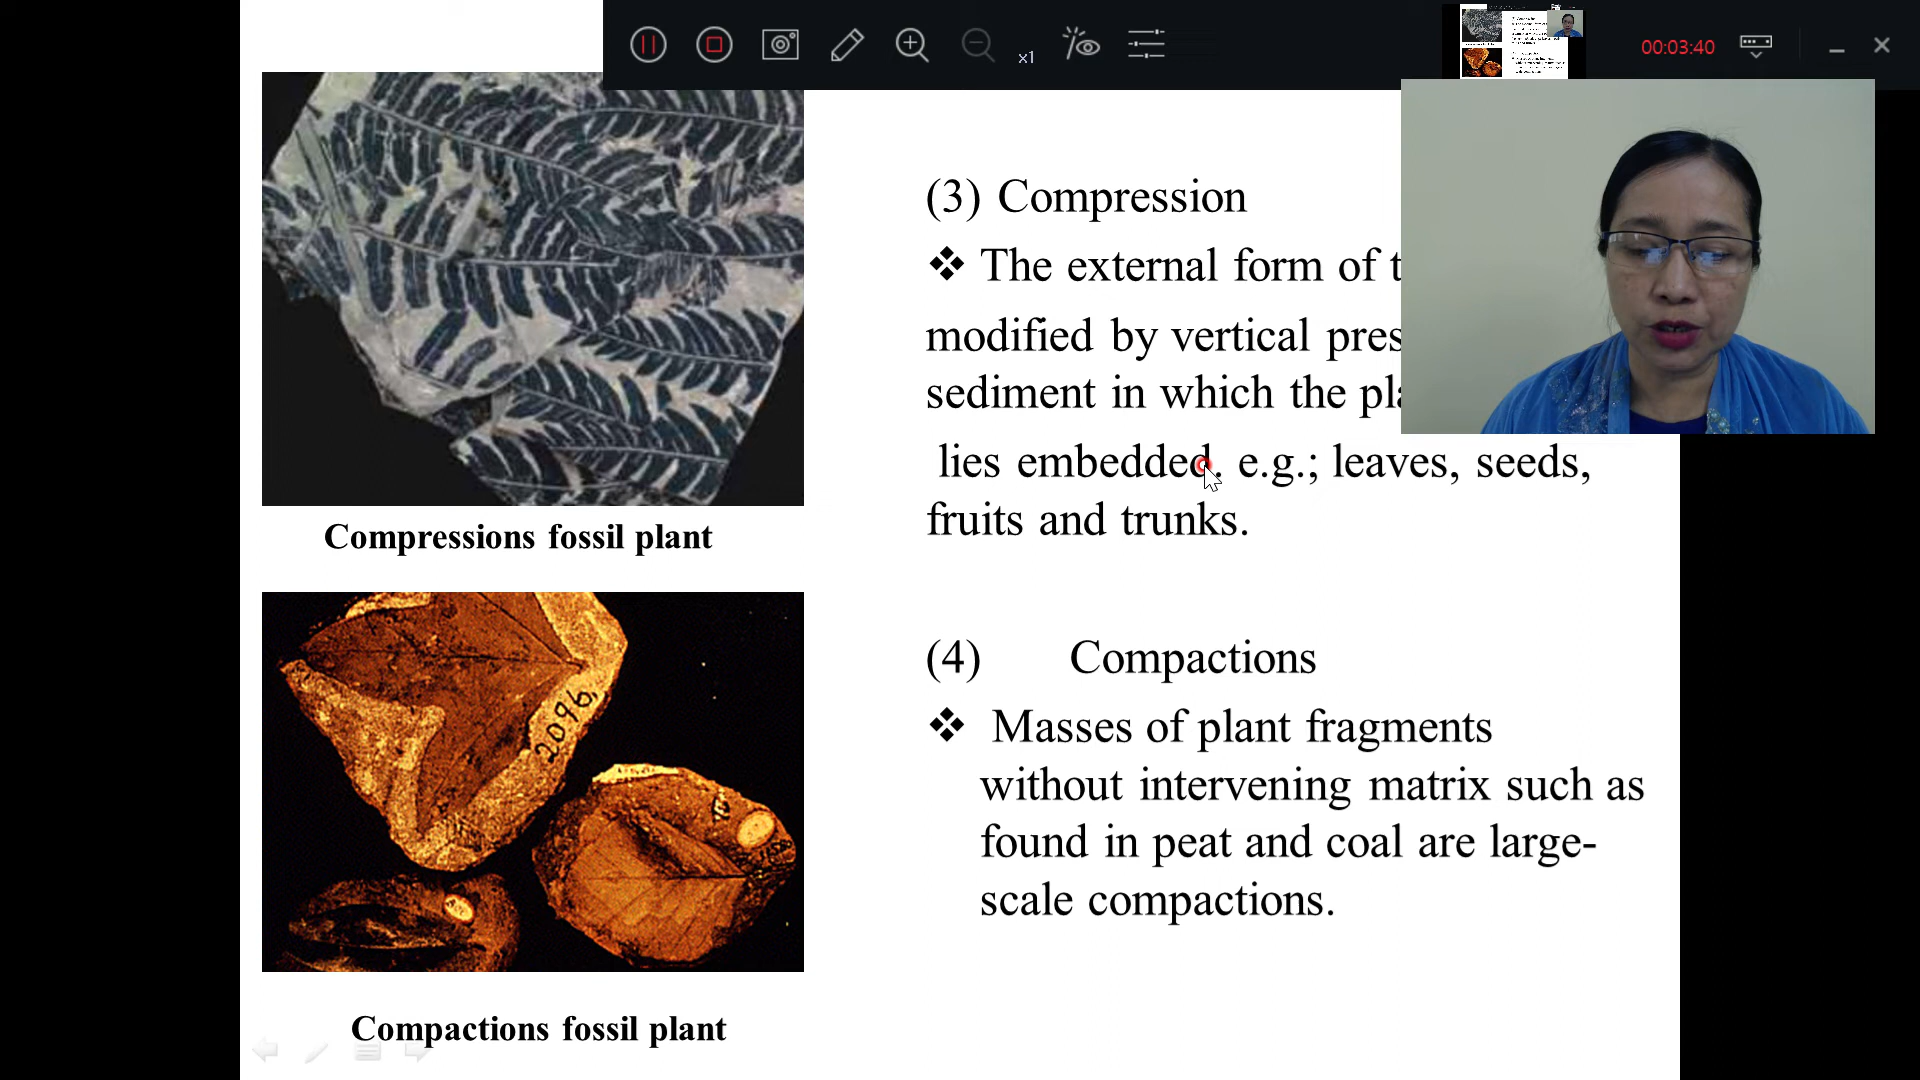 x1
00:03:40
(3) Compression
❖ The external form of
modified by vertical
sediment in which the
lies embedded. e.g.; leaves, seeds,
fruits and trunks.
Compressions fossil plant
(4) Compactions
❖ Masses of plant fragments
without intervening matrix such as
found in peat and coal are large-
scale compactions.
2096
Compactions fossil plant